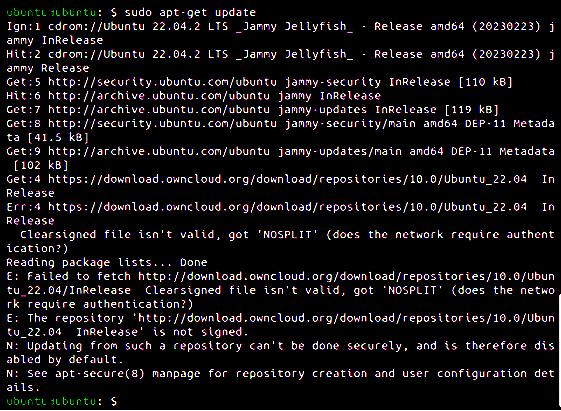 ubuntu@ubuntu: $ sudo apt-get update
Ign:1 cdrom://Ubuntu 22.04.2 LTS _Jammy Jellyfish_ - Release amd64 (20230223) j
ammy InRelease
Hit:2 cdrom://Ubuntu 22.04.2 LTS _Jammy Jellyfish_ - Release amd64 (20230223) j
ammy Release
Get:5 http://security.ubuntu.com/ubuntu jammy-security InRelease [110 kB]
Hit:6 http://archive.ubuntu.com/ubuntu jammy InRelease
Get:7 http://archive.ubuntu.com/ubuntu jammy-updates InRelease [119 kB]
Get:8 http://security.ubuntu.com/ubuntu jammy-security/main amd64 DEP-11 Metada
ta [41.5 kB]
Get:9 http://archive.ubuntu.com/ubuntu jammy-updates/main amd64 DEP-11 Metadata
[102 kB]
Get:4 https://download.owncloud.org/download/repositories/10.0/Ubuntu_22.04  In
Release
Err:4 https://download.owncloud.org/download/repositories/10.0/Ubuntu_22.04  In
Release
Clearsigned file isn't valid, got 'NOSPLIT' (does the network require authent
ication?)
Reading package lists... Done
E: Failed to fetch http://download.owncloud.org/download/repositories/10.0/Ubun
tu_22.04/InRelease  Clearsigned file isn't valid, got 'NOSPLIT' (does the netwo
rk require authentication?)
E: The repository 'http://download.owncloud.org/download/repositories/10.0/Ubun
tu_22.04  InRelease' is not signed.
N: Updating from such a repository can't be done securely, and is therefore dis
abled by default.
N: See apt-secure(8) manpage for repository creation and user configuration det
ails.
ubuntu@ubuntu: $